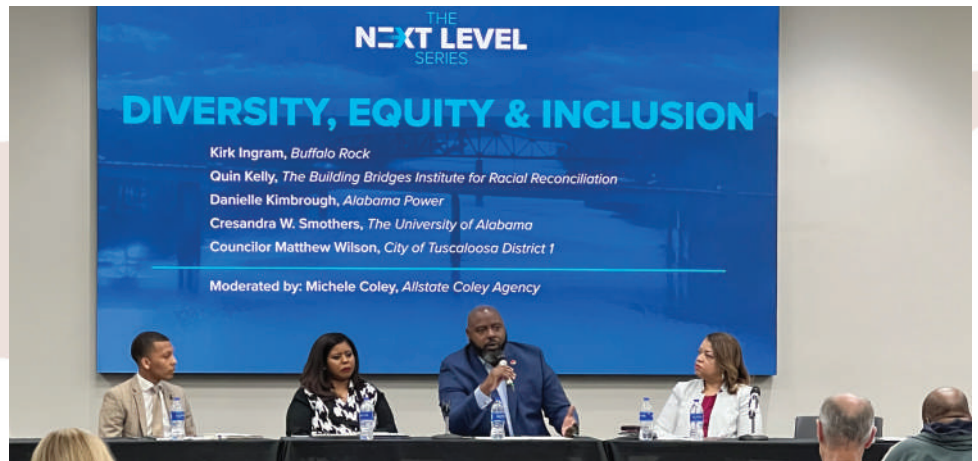 THE
NEXT LEVEL
SERIES
DIVERSITY, EQUITY & INCLUSION
Kirk Ingram, Buffalo Rock
Quin Kelly, The Building Bridges Institute for Racial Reconciliation
Danielle Kimbrough, Alabama Power
Cresandra W. Smothers, The University of Alabama
Councilor Matthew Wilson, City of Tuscaloosa District 1
Moderated by: Michele Coley, Allstate Coley Agency